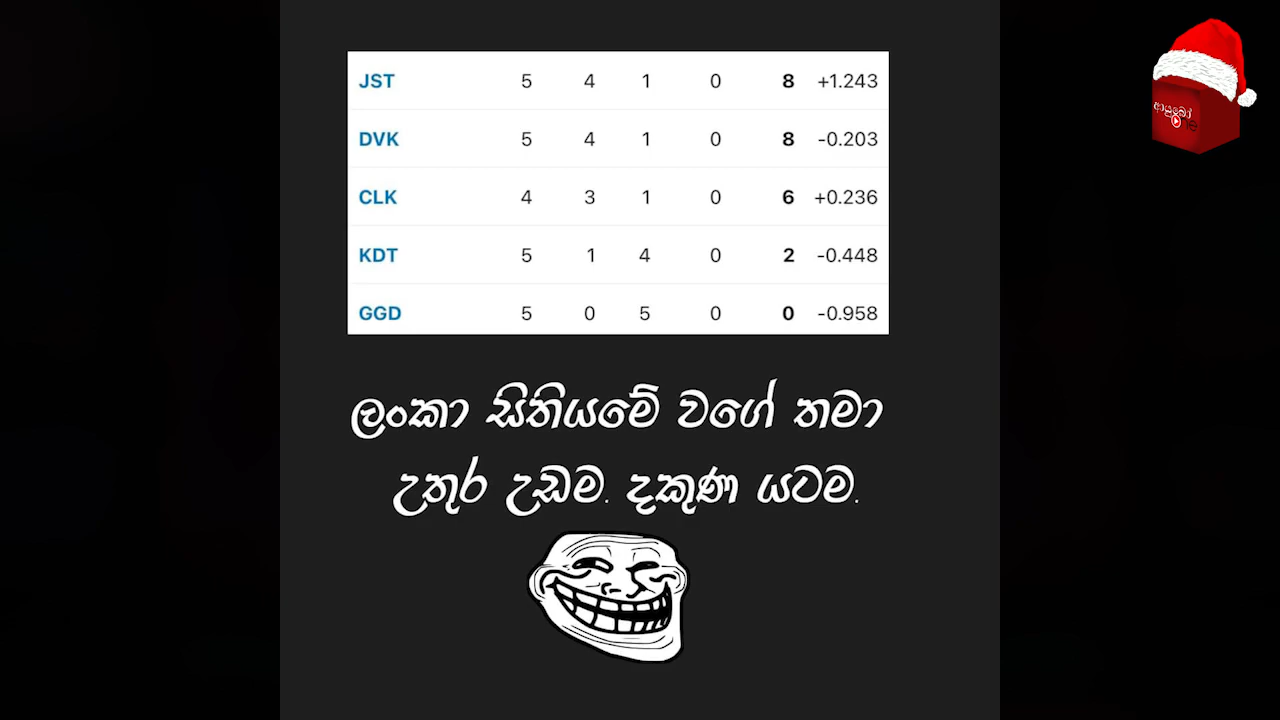 JST 5 4 1 0 8 +1.243
DVK 5 4 1 0 8 -0.203
CLK 4 3 1 0 6 +0.236
KDT 5 1 4 0 2 -0.448
GGD 5 0 5 0 0 -0.958
ලංකා සිතියමේ වගේ තමා
උතුර උඩම. දකුණ යටම.
ආයුබෝ
ne